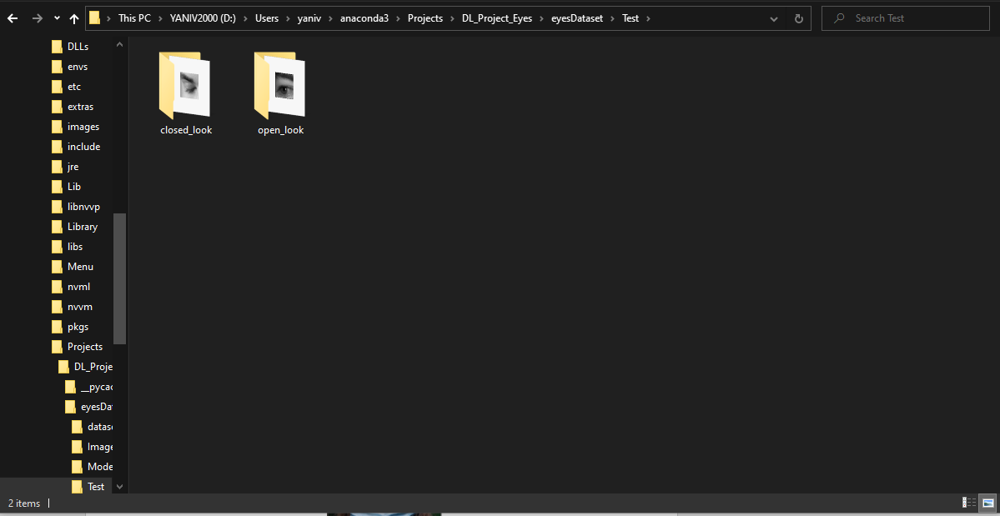 This PC > YANIV2000 (D:) > Users > yaniv > anaconda3 > Projects > DL_Project_Eyes > eyesDataset > Test >
Search Test
DLLs
envs
etc
extras
images
include
jre
Lib
libnvvp
Library
libs
Menu
nvml
nvvm
pkgs
Projects
DL_Proje
__pycac
eyesDat
datase
Image
Mode
Test
closed_look
open_look
2 items